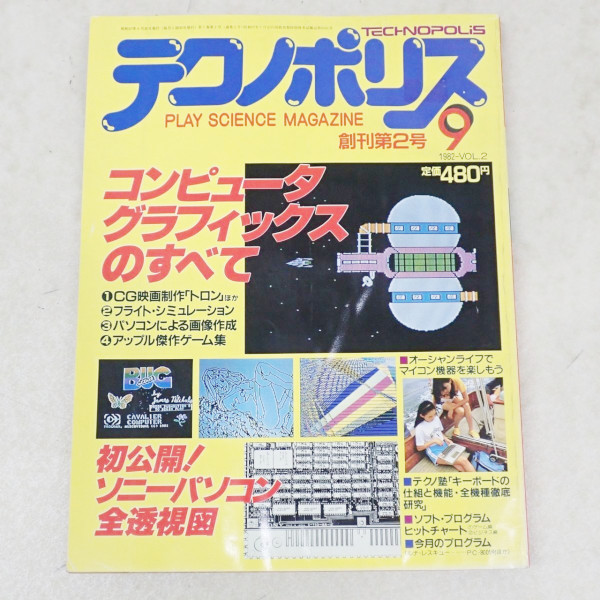 TECHNOPOLIS
テクノポリス
PLAY SCIENCE MAGAZINE
創刊第2号
9
1982-VOL.2
定価480円
コンピュータ
グラフィックス
のすべて
❶CG映画制作「トロン」ほか
❷フライト・シミュレーション
❸パソコンによる画像作成
❹アップル傑作ゲーム集
BUG
CAVALIER
COMPUTER
■オーシャンライフで
マイコン機器を楽しもう
初公開!
ソニーパソコン
全透視図
■テクノ塾「キーボードの
仕組と機能・全機種徹底
研究」
■ソフト・プログラム
ヒットチャート
■今月のプログラム